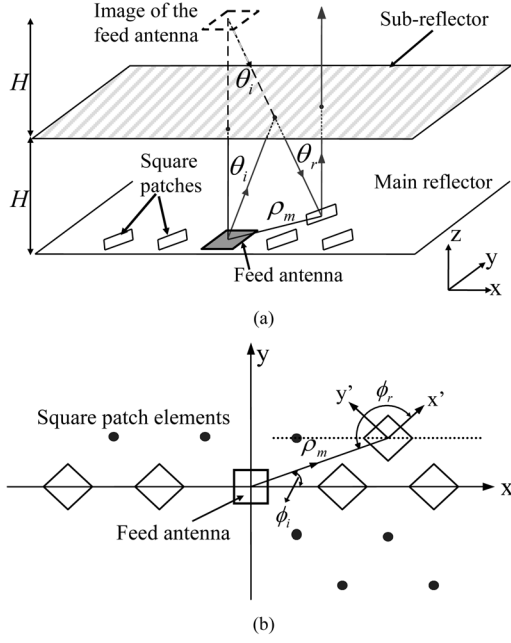 Image of the
feed antenna
Sub-reflector
H
θi
H
Square
patches
θi
θr
Main reflector
ρm
Feed antenna
z
y
x
(a)
y
y'
ϕr
x'
Square patch elements
ρm
x
Feed
antenna
ϕi
(b)